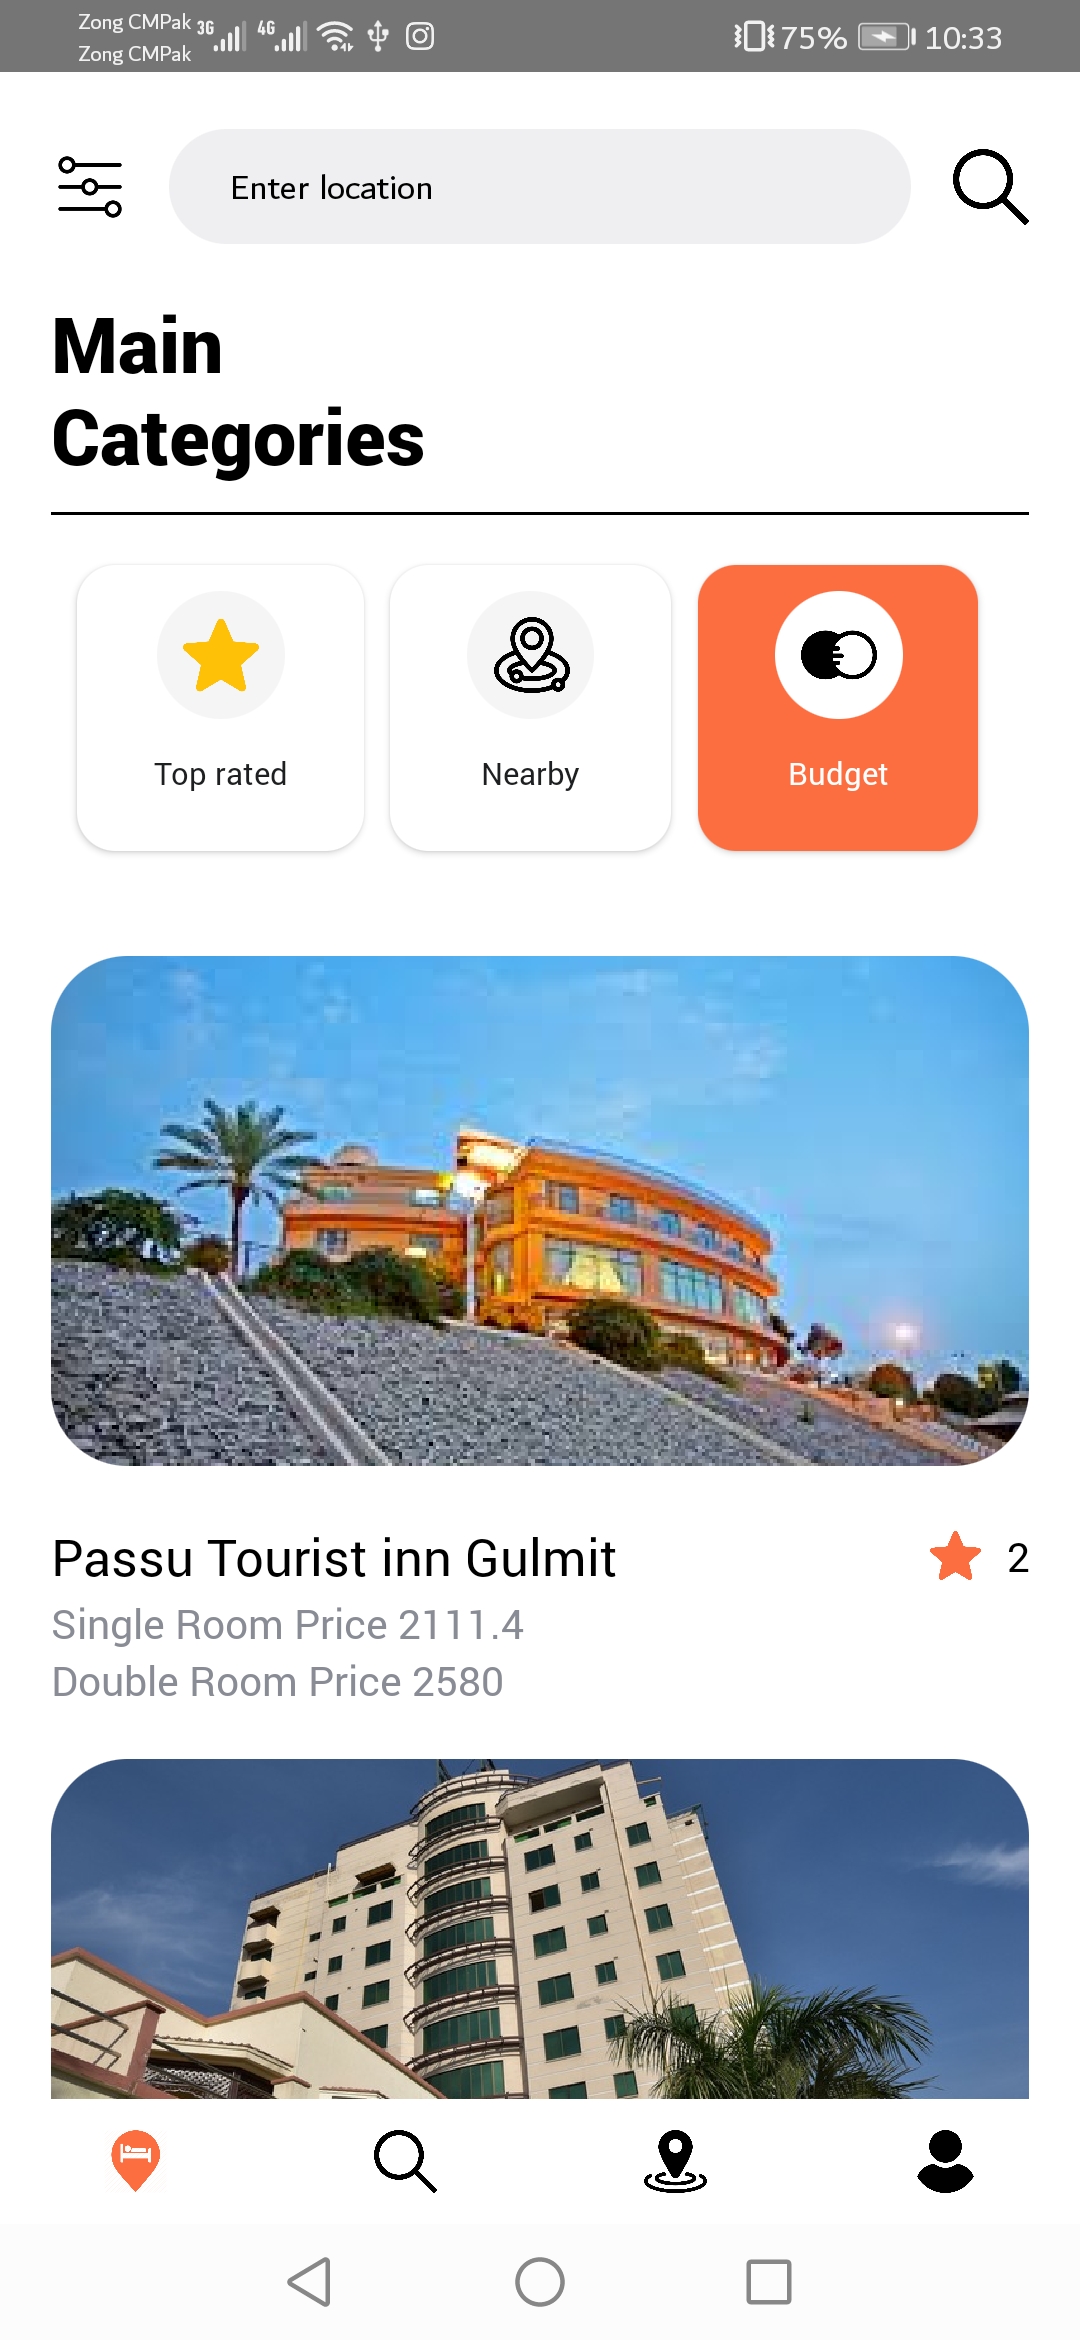 Zong CMPak 3G 4G 75% 10:33
Zong CMPak
Enter location
Main
Categories
Top rated Nearby Budget
Passu Tourist inn Gulmit 2
Single Room Price 2111.4
Double Room Price 2580